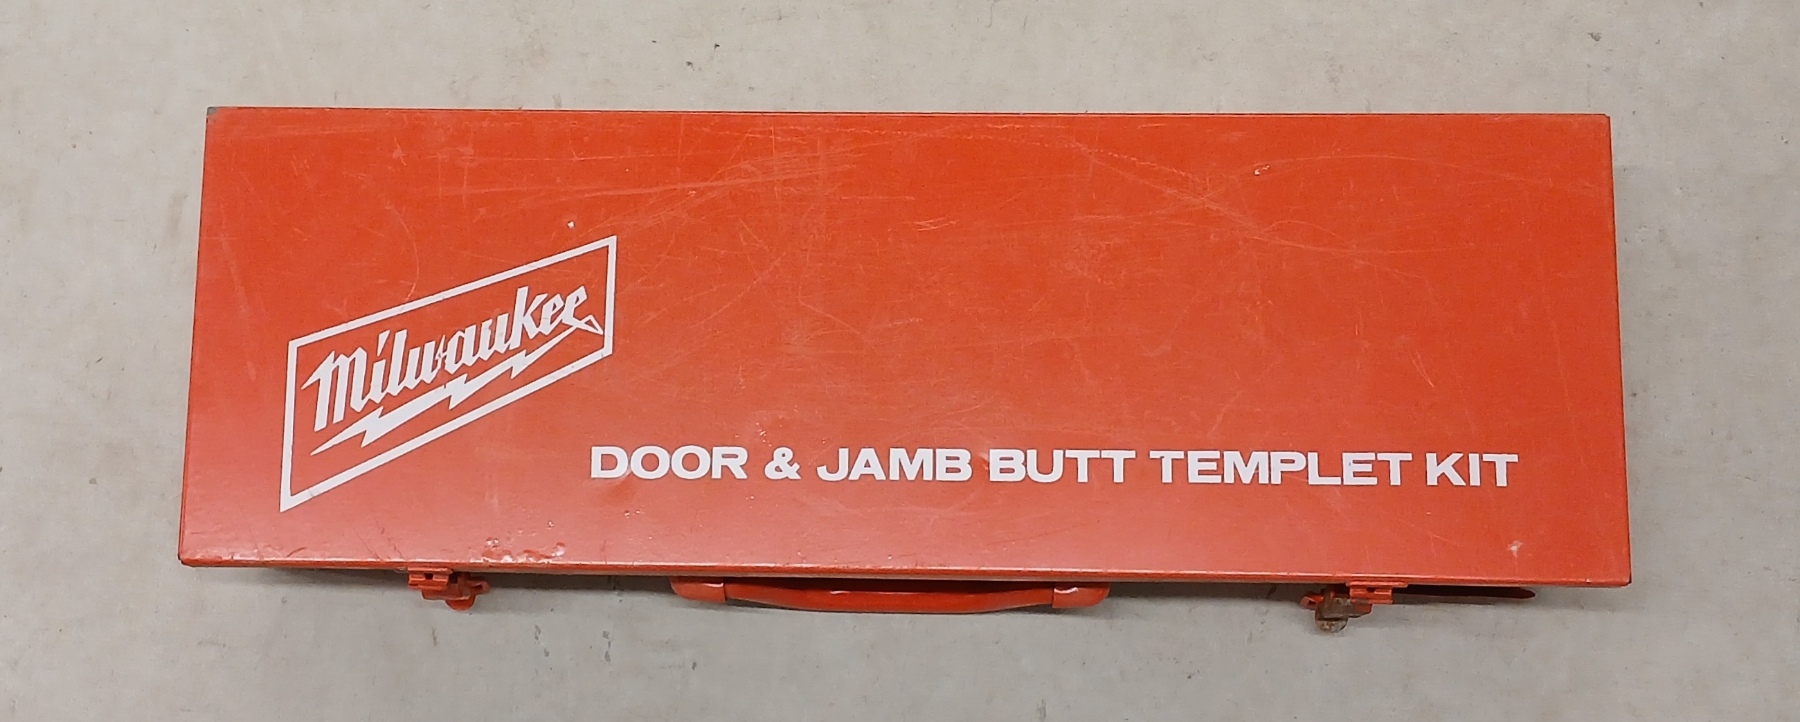 Milwaukee
DOOR & JAMB BUTT TEMPLET KIT